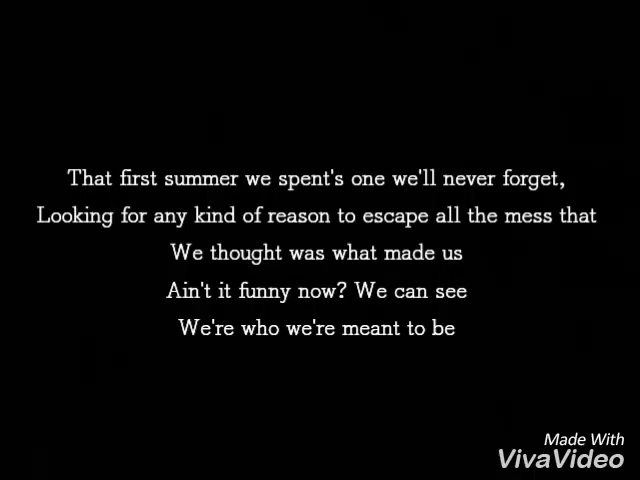 That first summer we spent's one we'll never forget,
Looking for any kind of reason to escape all the mess that
We thought was what made us
Ain't it funny now? We can see
We're who we're meant to be
Made With
VivaVideo